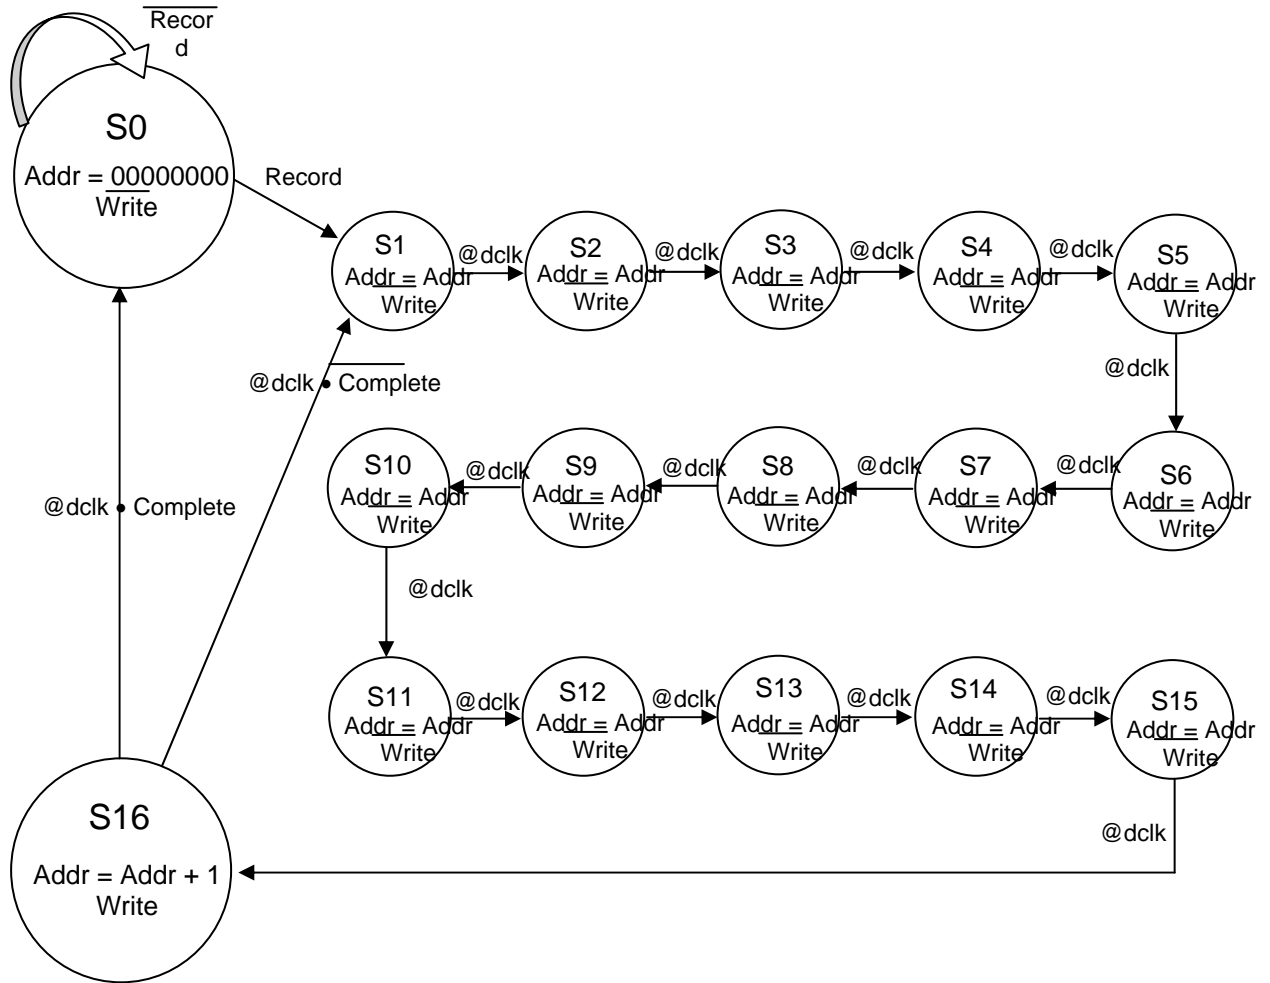 Recor
d
S0
Addr = 00000000
Write
Record
S1
Addr = Addr
Write
@dclk
S2
Addr = Addr
Write
@dclk
S3
Addr = Addr
Write
@dclk
S4
Addr = Addr
Write
@dclk
S5
Addr = Addr
Write
@dclk
@dclk • Complete
S10
Addr = Addr
Write
@dclk
S9
Addr = Addr
Write
@dclk
S8
Addr = Addr
Write
@dclk
S7
Addr = Addr
Write
@dclk
S6
Addr = Addr
Write
@dclk • Complete
@dclk
S11
Addr = Addr
Write
@dclk
S12
Addr = Addr
Write
@dclk
S13
Addr = Addr
Write
@dclk
S14
Addr = Addr
Write
@dclk
S15
Addr = Addr
Write
@dclk
S16
Addr = Addr + 1
Write